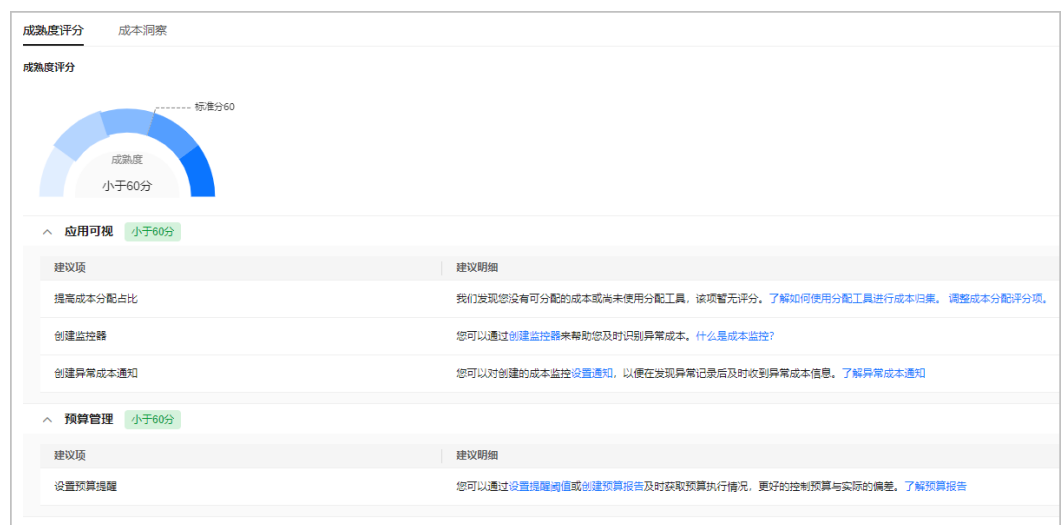 成熟度评分 成本洞察
成熟度评分
标准分60
成熟度
小于60分
应用可视 小于60分
建议项 建议明细
提高成本分配占比 我们发现您没有可分配的成本或尚未使用分配工具，该项暂无评分。了解如何使用分配工具进行成本归集。 调整成本分配评分项。
创建监控器 您可以通过创建监控器来帮助您及时识别异常成本。什么是成本监控?
创建异常成本通知 您可以对创建的成本监控设置通知，以便在发现异常记录后及时收到异常成本信息。了解异常成本通知
预算管理 小于60分
建议项 建议明细
设置预算提醒 您可以通过设置提醒阈值或创建预算报告及时获取预算执行情况，更好的控制预算与实际的偏差。了解预算报告